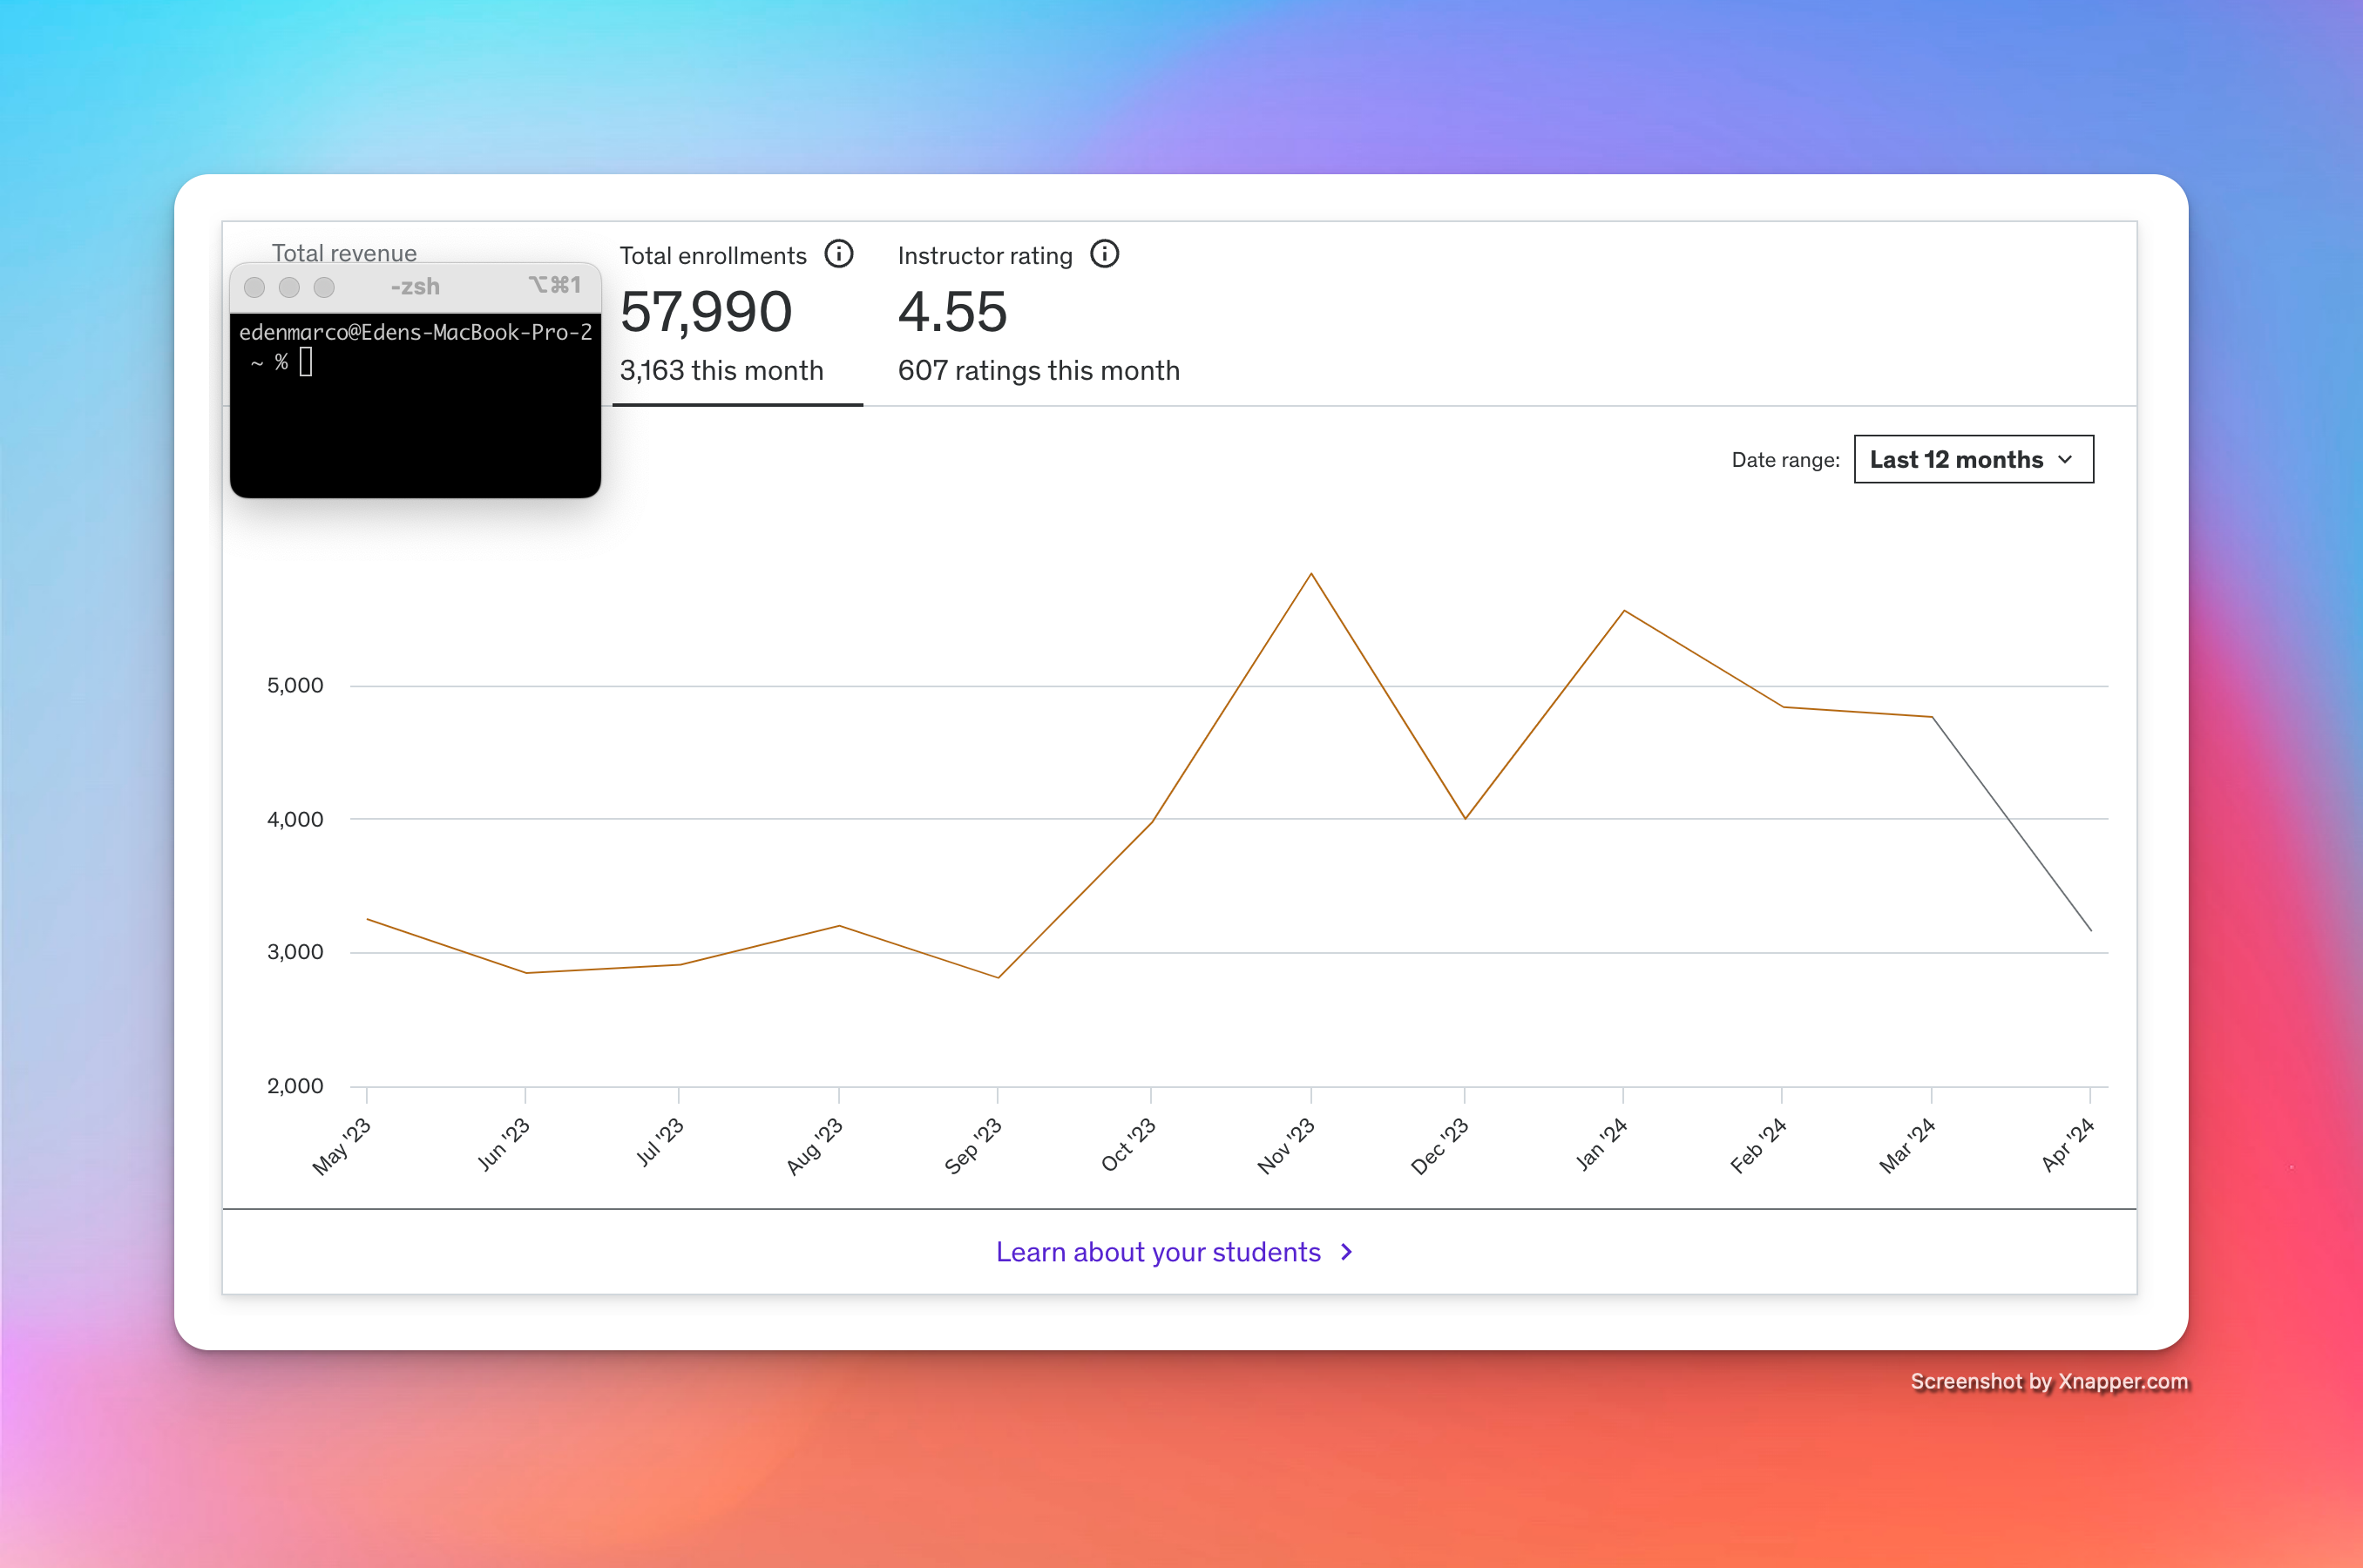 Total revenue
-zsh ⌥⌘1
edenmarco@Edens-MacBook-Pro-2
~ %
Total enrollments
57,990
3,163 this month
Instructor rating
4.55
607 ratings this month
Date range: Last 12 months
5,000
4,000
3,000
2,000
May '23 Jun '23 Jul '23 Aug '23 Sep '23 Oct '23 Nov '23 Dec '23 Jan '24 Feb '24 Mar '24 Apr '24
Learn about your students
Screenshot by Xnapper.com